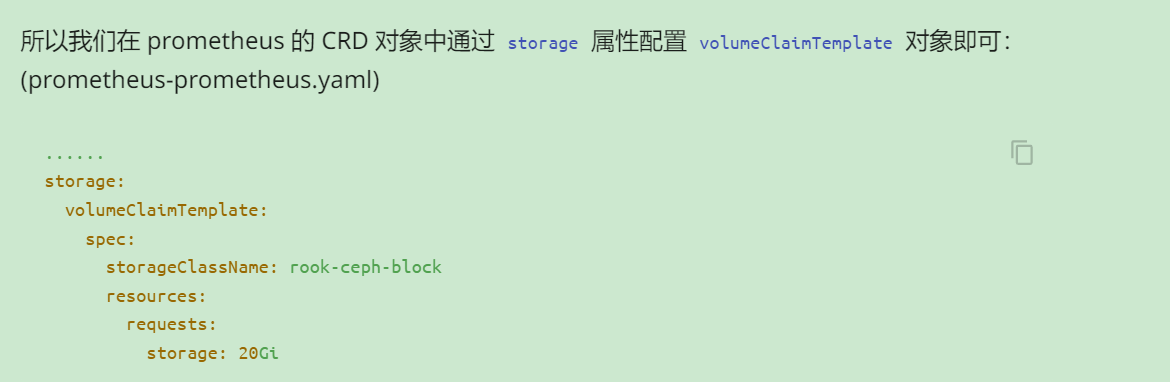 所以我们在 prometheus 的 CRD 对象中通过 storage 属性配置 volumeClaimTemplate 对象即可：
(prometheus-prometheus.yaml)
......
storage:
  volumeClaimTemplate:
    spec:
      storageClassName: rook-ceph-block
      resources:
        requests:
          storage: 20Gi